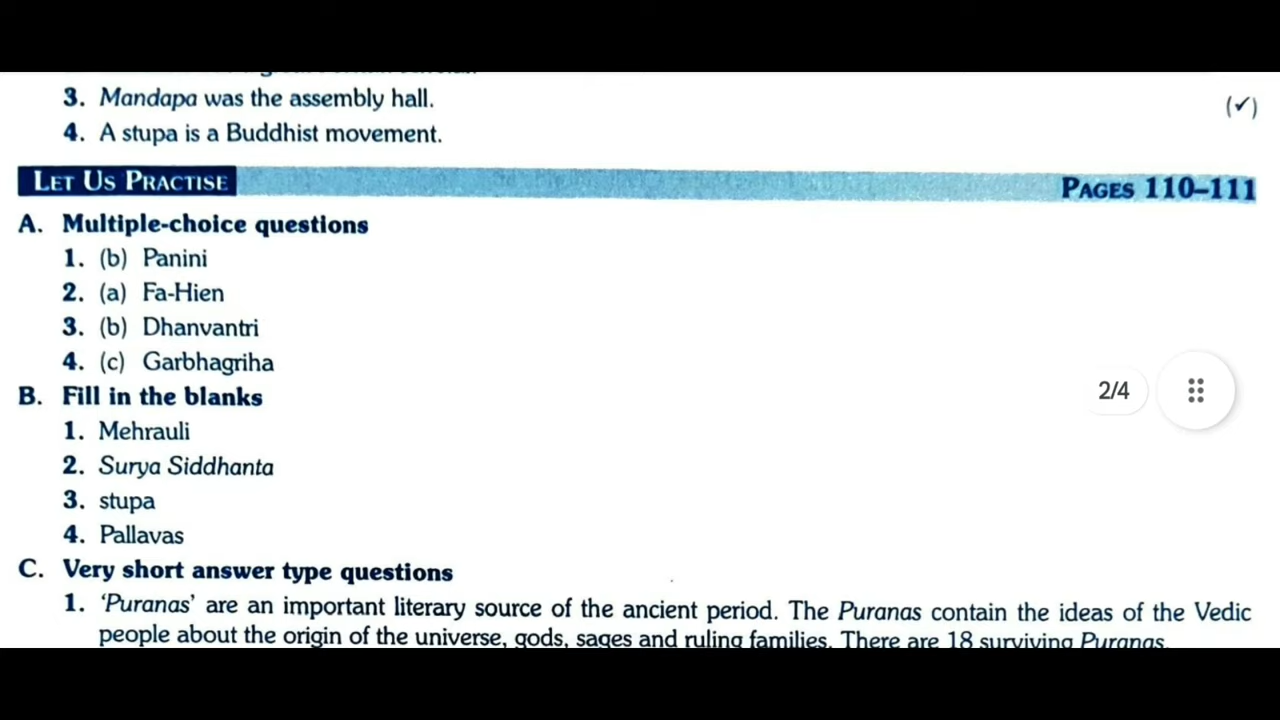 3. Mandapa was the assembly hall. (✓)
4. A stupa is a Buddhist movement.
LET US PRACTISE PAGES 110–111
A. Multiple-choice questions
1. (b) Panini
2. (a) Fa-Hien
3. (b) Dhanvantri
4. (c) Garbhagriha
B. Fill in the blanks
1. Mehrauli
2. Surya Siddhanta
3. stupa
4. Pallavas
2/4
C. Very short answer type questions
1. ‘Puranas’ are an important literary source of the ancient period. The Puranas contain the ideas of the Vedic
people about the origin of the universe, gods, sages and ruling families. There are 18 surviving Puranas.